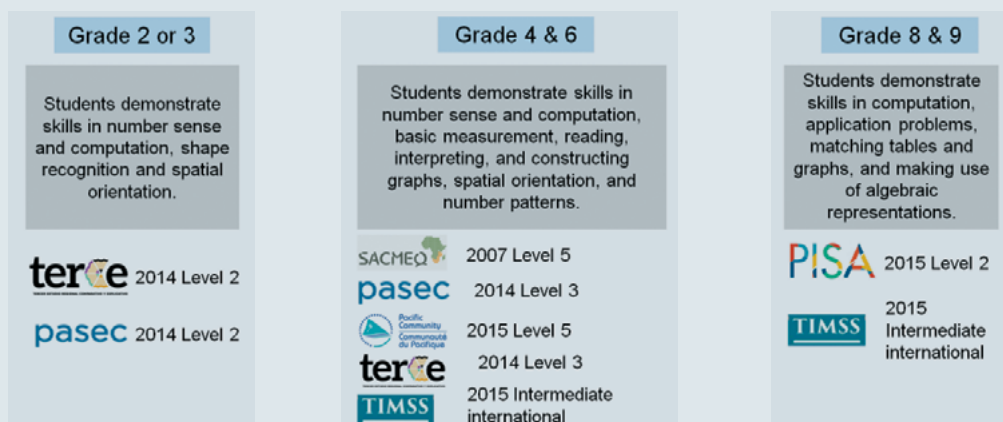 Grade 2 or 3
Students demonstrate
skills in number sense
and computation, shape
recognition and spatial
orientation.
terce 2014 Level 2
pasec 2014 Level 2
Grade 4 & 6
Students demonstrate skills in
number sense and computation,
basic measurement, reading,
interpreting, and constructing
graphs, spatial orientation, and
number patterns.
SACMEQ 2007 Level 5
pasec 2014 Level 3
Pacific
Community
Communauté
du Pacifique
2015 Level 5
terce 2014 Level 3
TIMSS
2015 Intermediate
international
Grade 8 & 9
Students demonstrate
skills in computation,
application problems,
matching tables and
graphs, and making use
of algebraic
representations.
PISA 2015 Level 2
TIMSS
2015
Intermediate
international